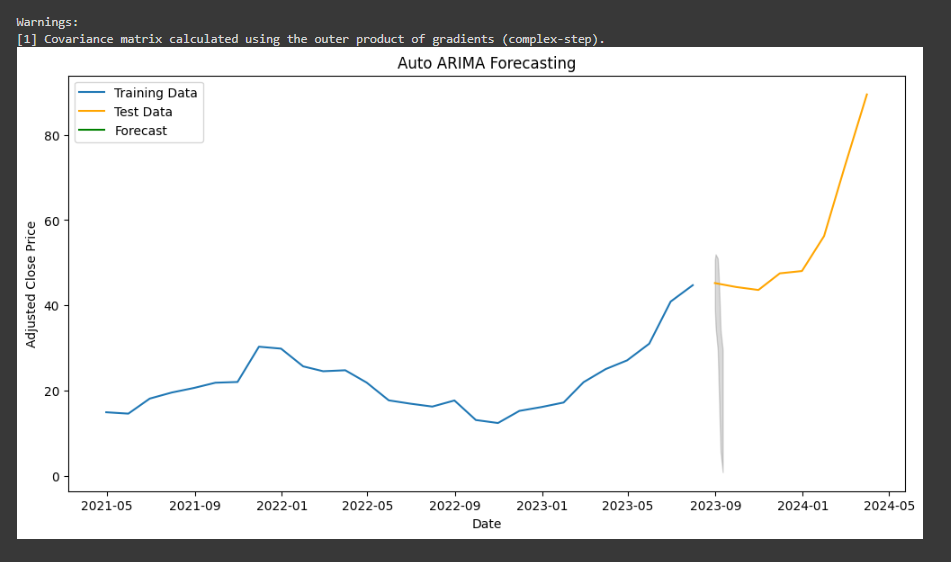 Warnings:
[1] Covariance matrix calculated using the outer product of gradients (complex-step).
Auto ARIMA Forecasting
Training Data
Test Data
Forecast
Adjusted Close Price
80
60
40
20
0
2021-05 2021-09 2022-01 2022-05 2022-09 2023-01 2023-05 2023-09 2024-01 2024-05
Date